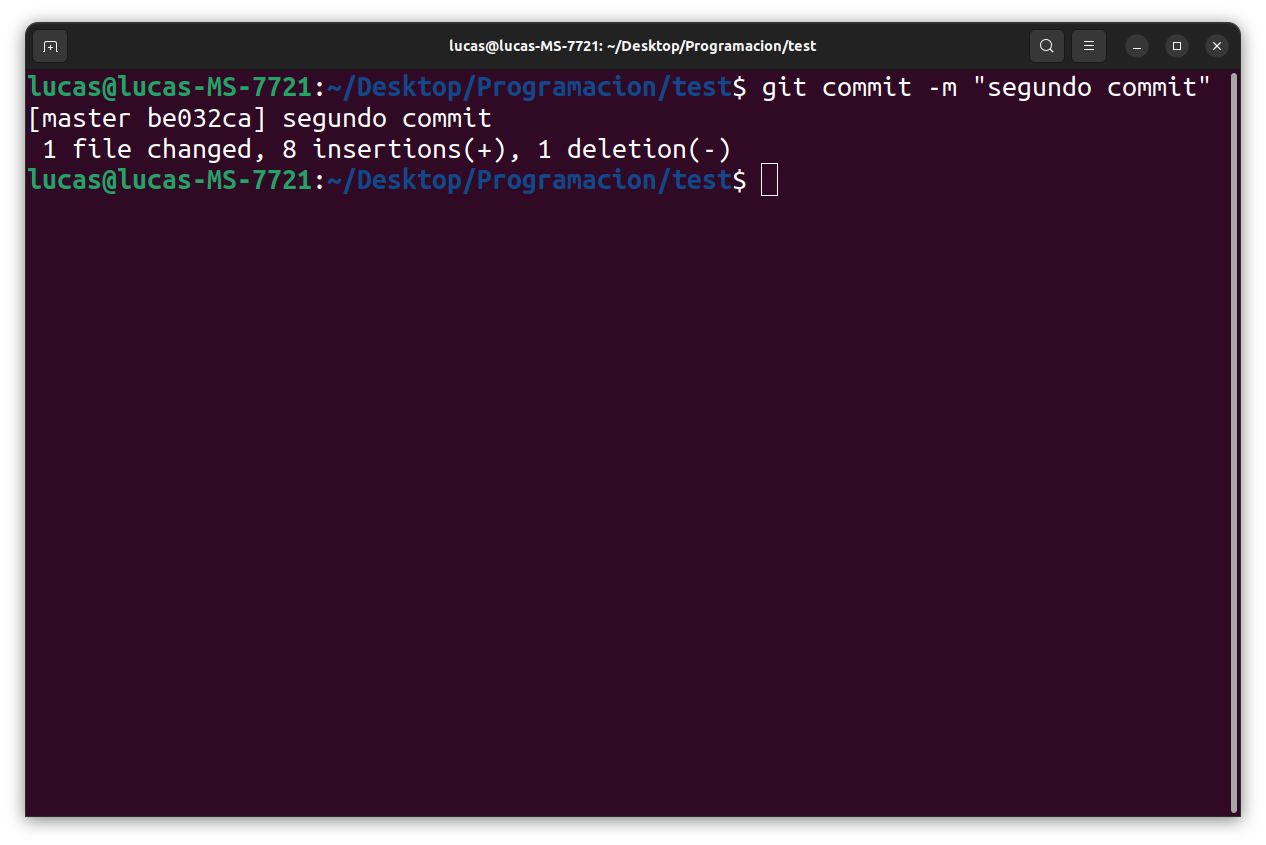 lucas@lucas-MS-7721: ~/Desktop/Programacion/test
lucas@lucas-MS-7721:~/Desktop/Programacion/test$ git commit -m "segundo commit"
[master be032ca] segundo commit
 1 file changed, 8 insertions(+), 1 deletion(-)
lucas@lucas-MS-7721:~/Desktop/Programacion/test$